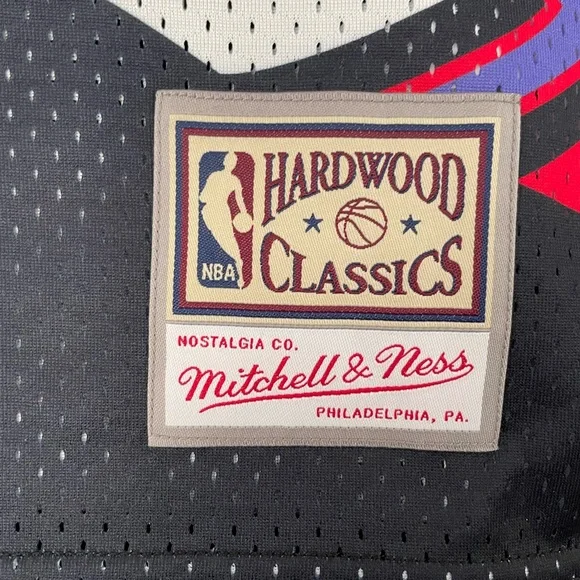 HARDWOOD
CLASSICS
NBA
NOSTALGIA CO.
Mitchell & Ness
PHILADELPHIA, PA.